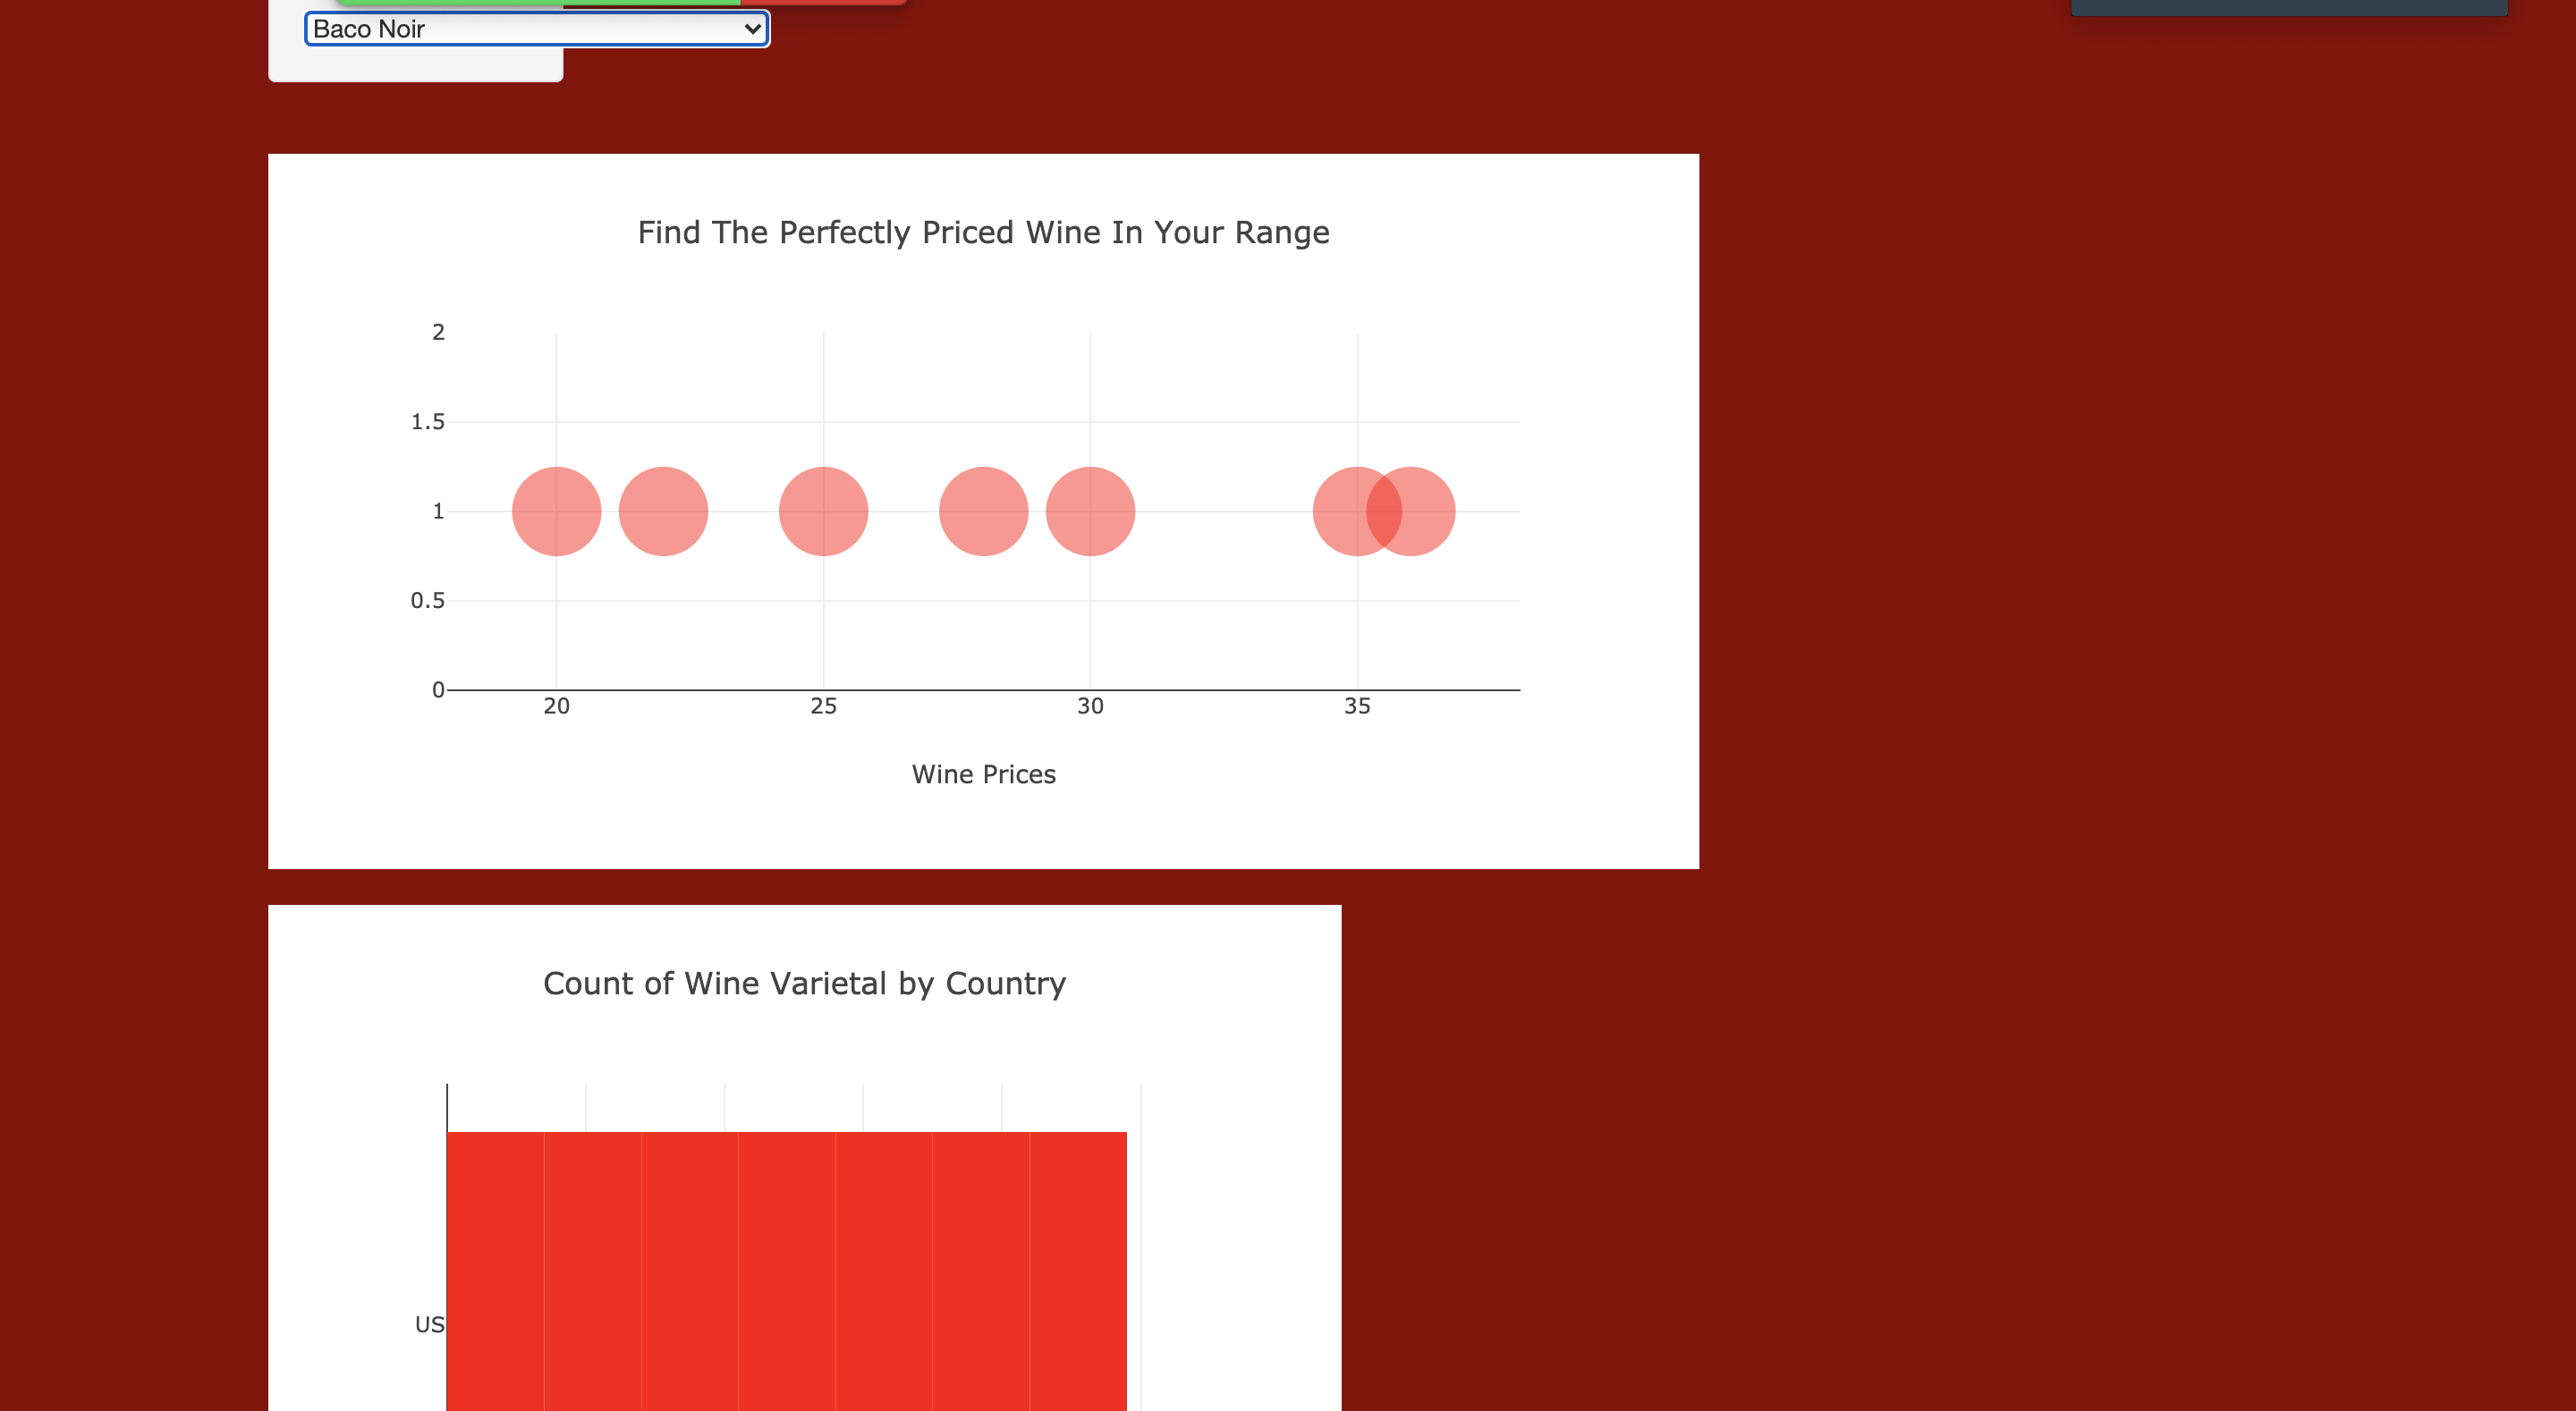 Baco Noir
Find The Perfectly Priced Wine In Your Range
2
1.5
1
0.5
0
20 25 30 35
Wine Prices
Count of Wine Varietal by Country
US